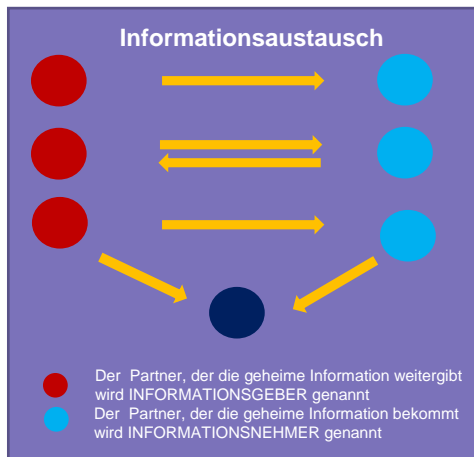 Informationsaustausch
Der Partner, der die geheime Information weitergibt
wird INFORMATIONSGEBER genannt
Der Partner, der die geheime Information bekommt
wird INFORMATIONSNEHMER genannt